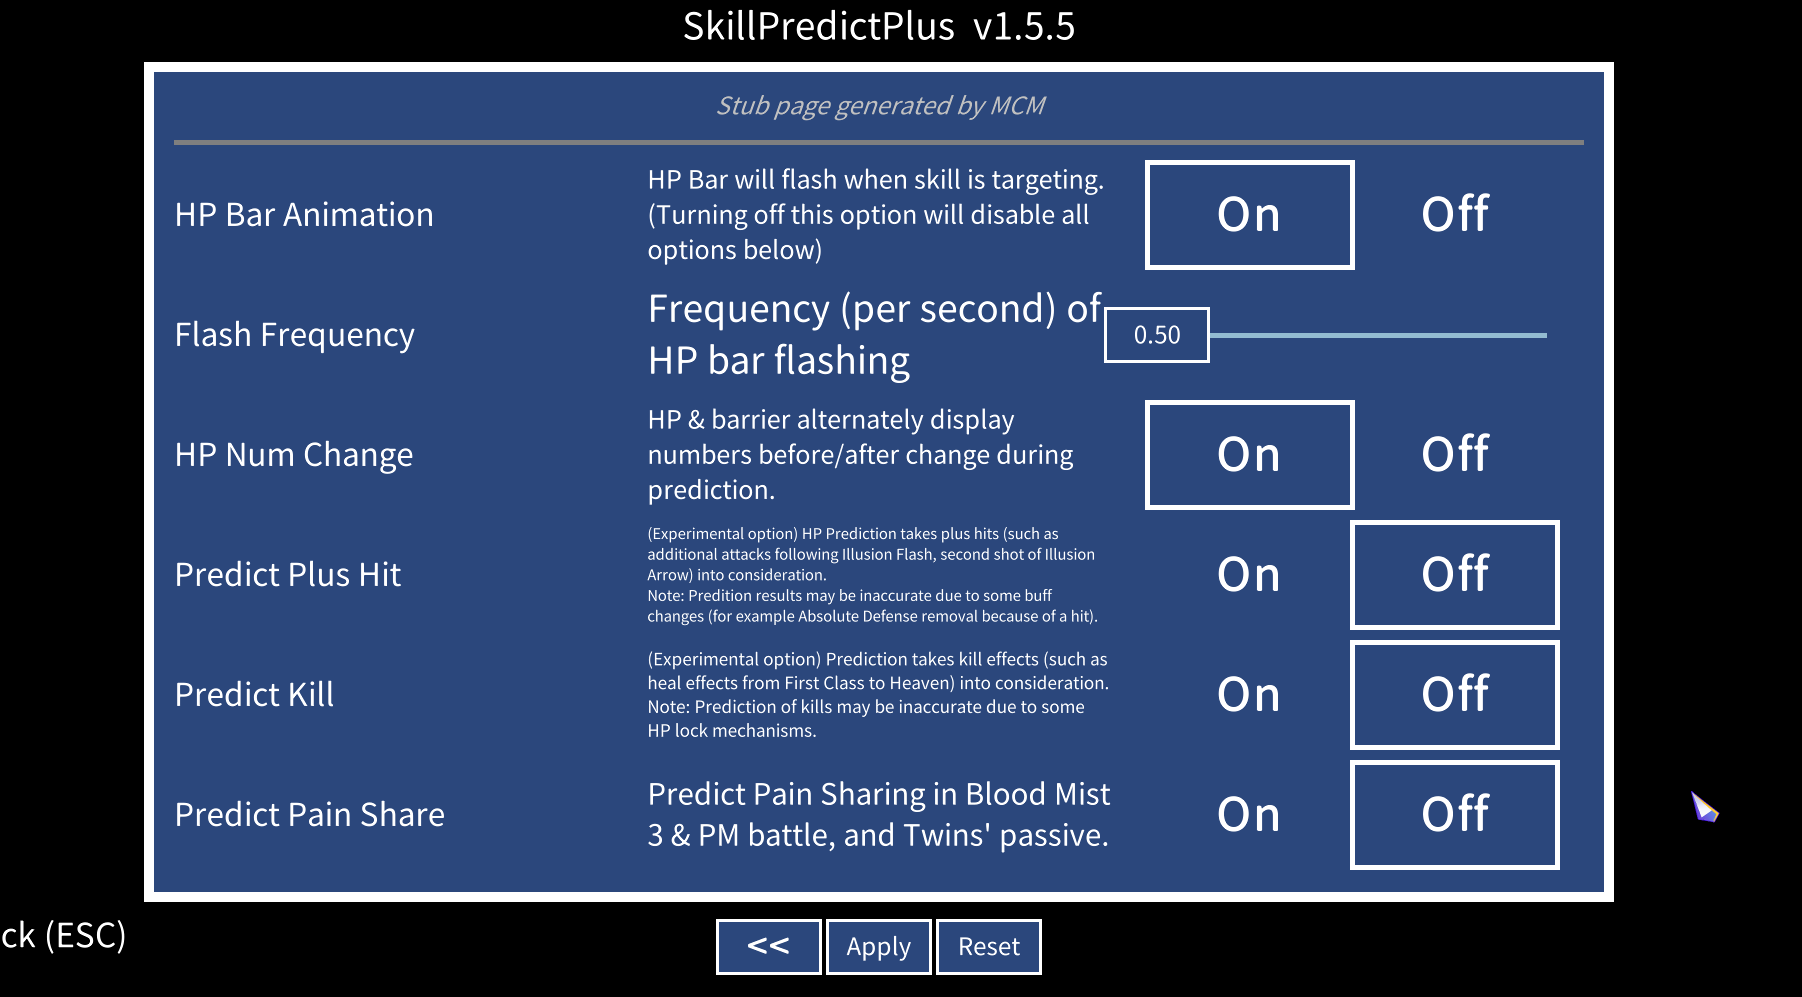 SkillPredictPlus v1.5.5
Stub page generated by MCM
HP Bar Animation
HP Bar will flash when skill is targeting.
(Turning off this option will disable all
options below)
On
Off
Flash Frequency
Frequency (per second) of
HP bar flashing
0.50
HP Num Change
HP & barrier alternately display
numbers before/after change during
prediction.
On
Off
Predict Plus Hit
(Experimental option) HP Prediction takes plus hits (such as
additional attacks following Illusion Flash, second shot of Illusion
Arrow) into consideration.
Note: Predition results may be inaccurate due to some buff
changes (for example Absolute Defense removal because of a hit).
On
Off
Predict Kill
(Experimental option) Prediction takes kill effects (such as
heal effects from First Class to Heaven) into consideration.
Note: Prediction of kills may be inaccurate due to some
HP lock mechanisms.
On
Off
Predict Pain Share
Predict Pain Sharing in Blood Mist
3 & PM battle, and Twins' passive.
On
Off
ck (ESC)
<<
Apply
Reset